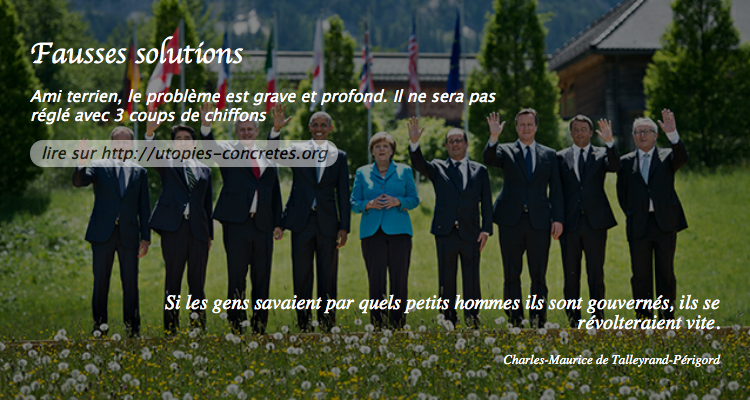 Fausses solutions
Ami terrien, le problème est grave et profond. Il ne sera pas
réglé avec 3 coups de chiffons
lire sur http://utopies-concretes.org
Si les gens savaient par quels petits hommes ils sont gouvernés, ils se
révolteraient vite.
Charles-Maurice de Talleyrand-Périgord